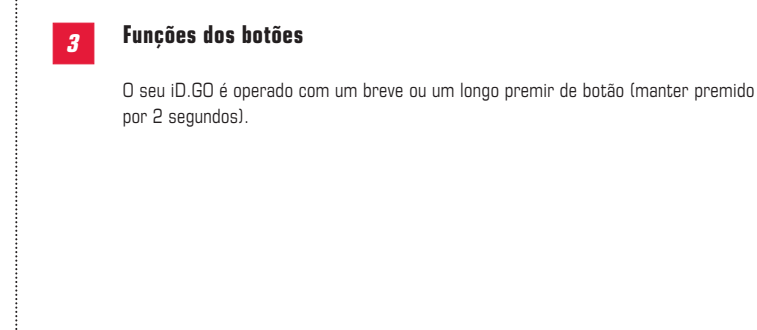 3 Funções dos botões
O seu iD.GO é operado com um breve ou um longo premir de botão (manter premido
por 2 segundos).